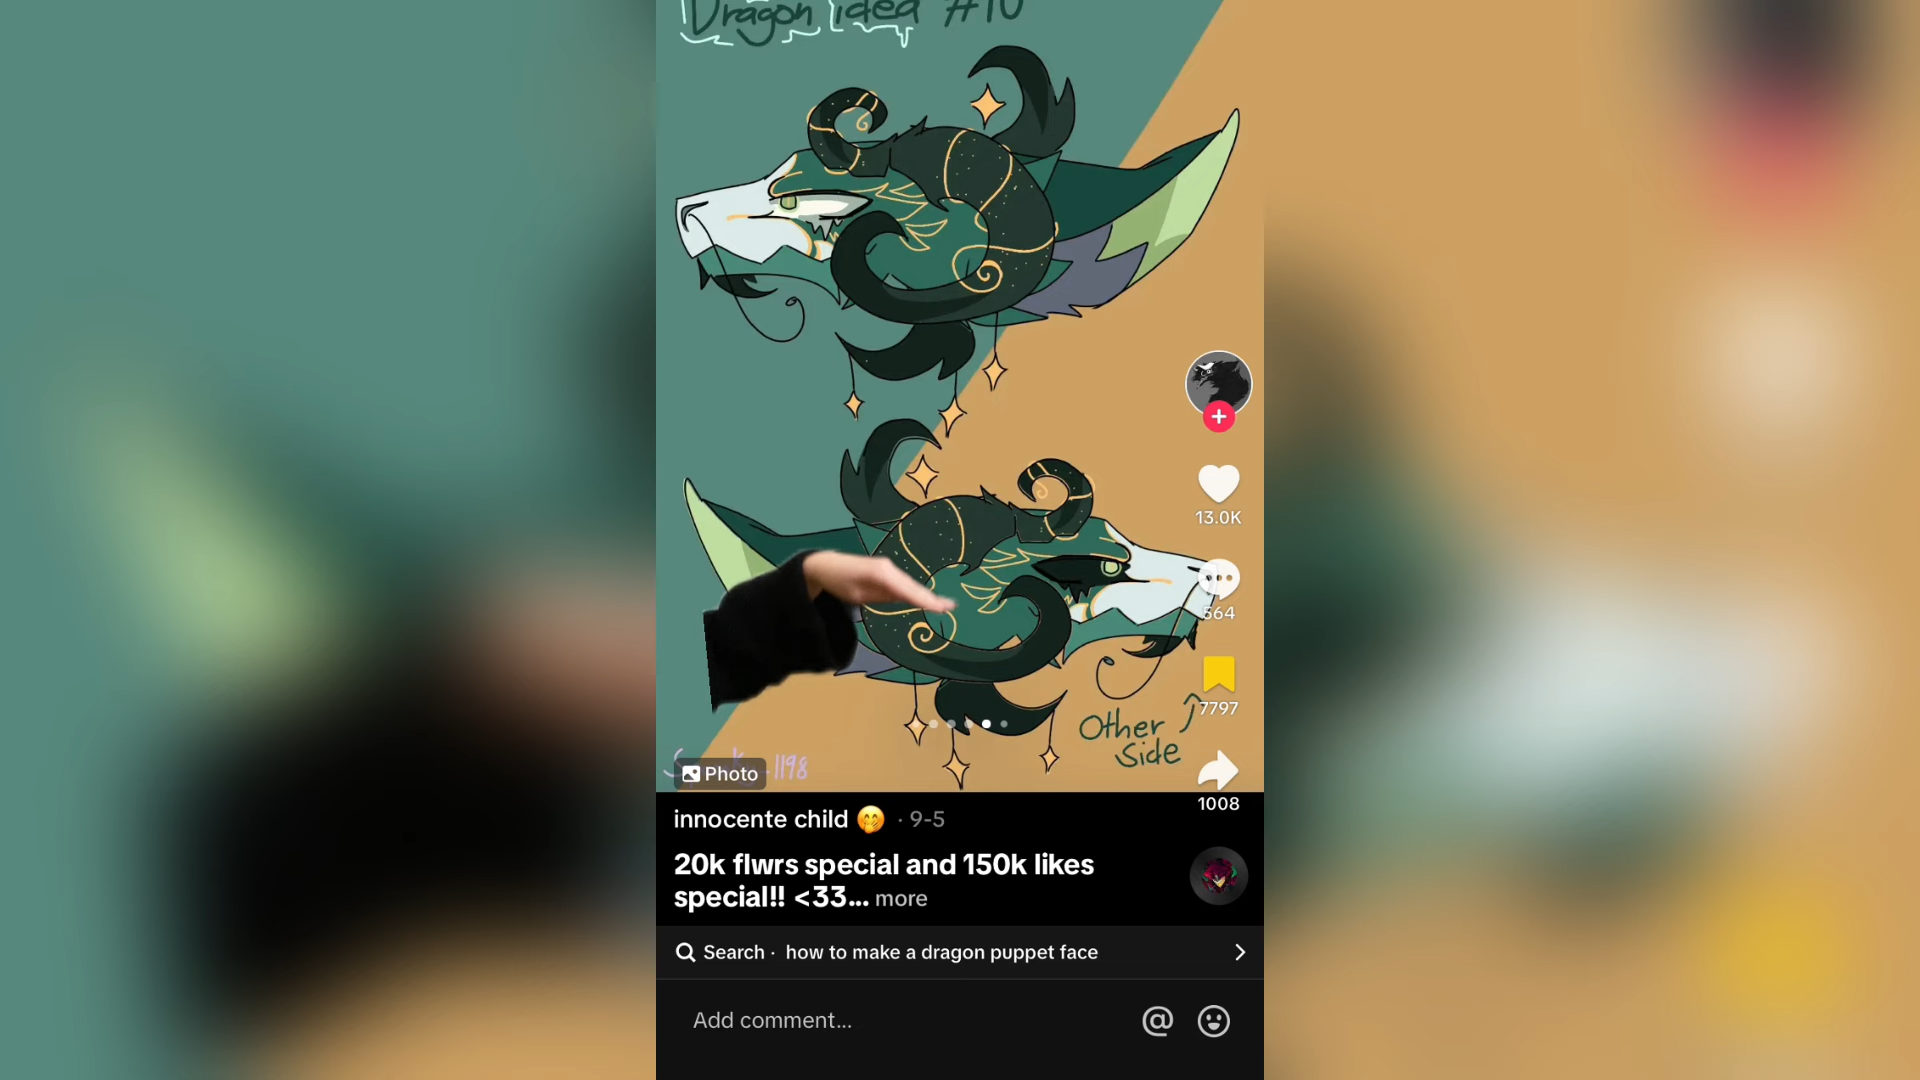 Dragon idea #10
13.0K
564
7797
Other
side
1198
Photo
1008
innocente child 🤭 · 9-5
20k flwrs special and 150k likes
special!! <33... more
Search · how to make a dragon puppet face
Add comment...